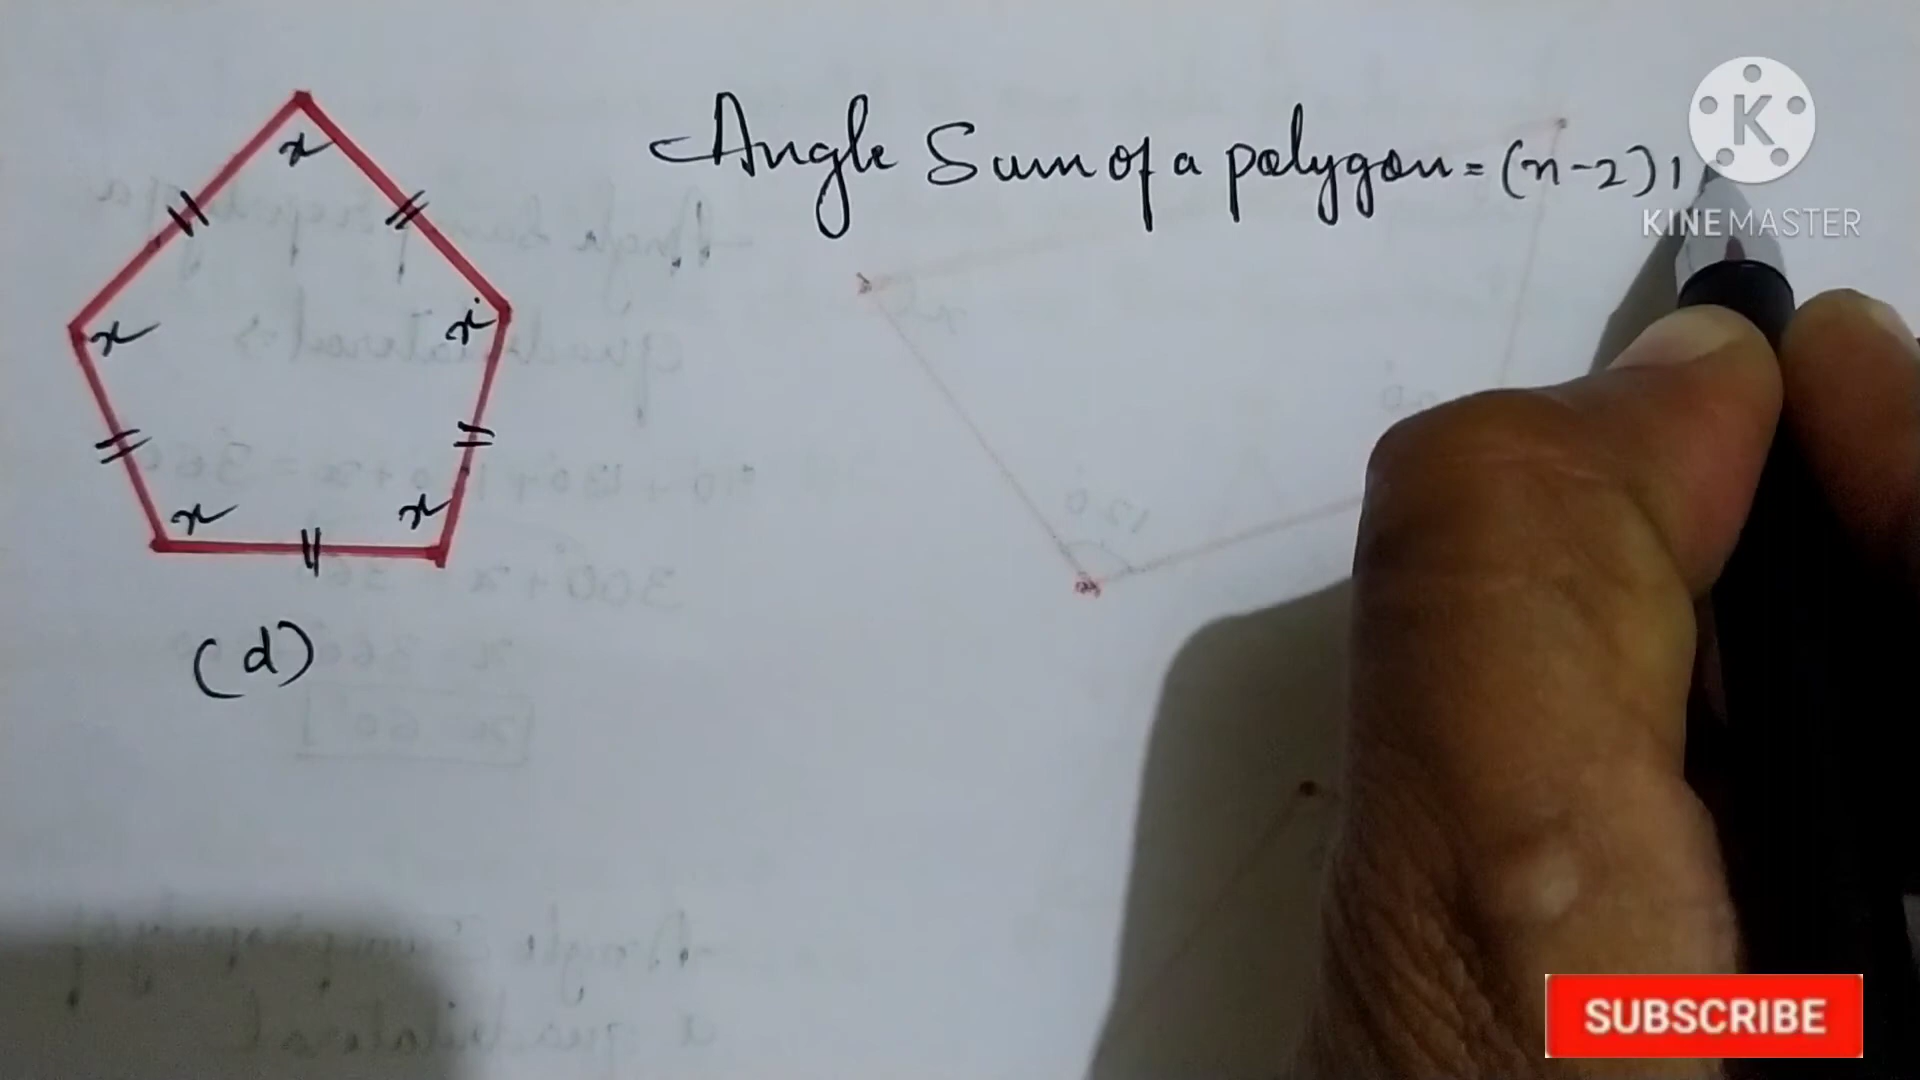 Angle Sum of a polygon = (n-2) 1
K
KINEMASTER
x
x
x
x
x
(d)
SUBSCRIBE